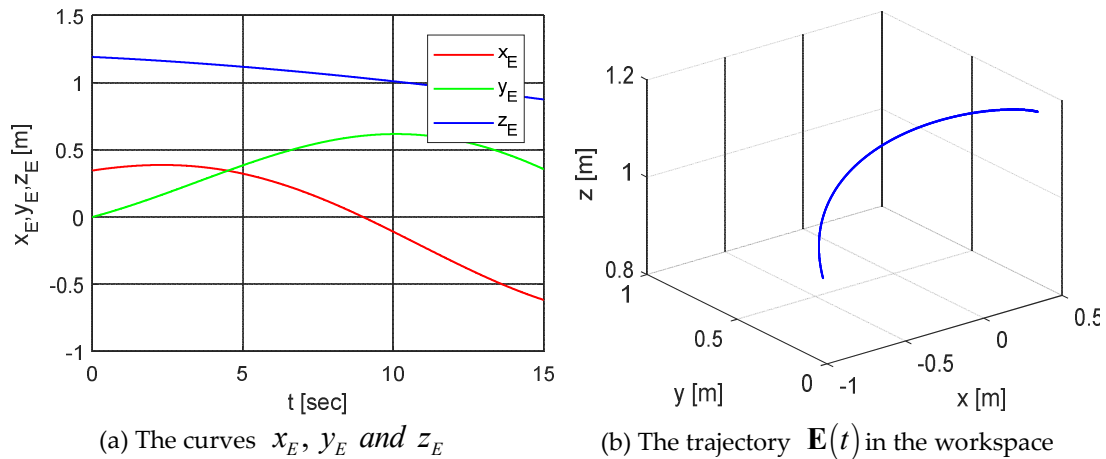 1.5
1
0.5
0
-0.5
-1
x_E,y_E,z_E [m]
x_E
y_E
z_E
0
5
10
15
t [sec]
(a) The curves x_E, y_E and z_E
1.2
1
0.8
z [m]
1
0.5
0
y [m]
-1
-0.5
0
0.5
x [m]
(b) The trajectory E(t) in the workspace